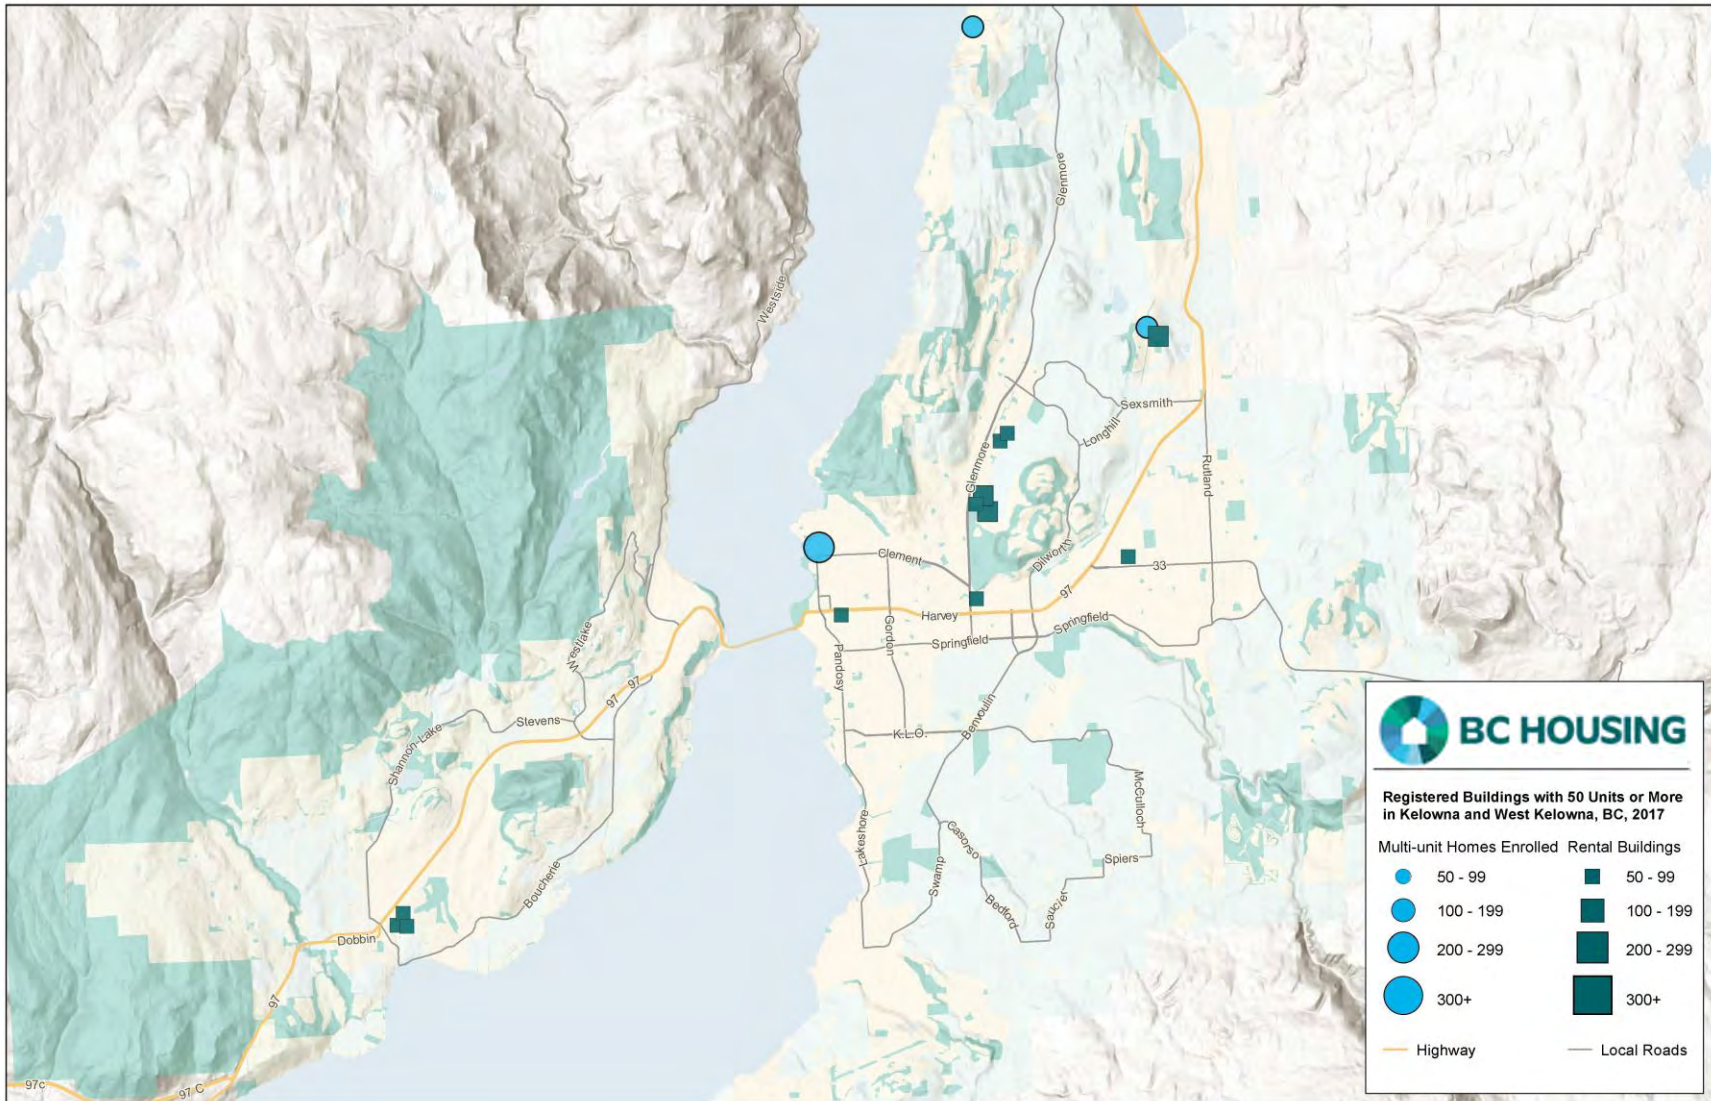 Glenmore
Westside
Sexsmith
Longhill
Glenmore
Rutland
Clement
Dilworth
33
97
Harvey
Gordon
Springfield
Springfield
Westlake
Pandosy
97
97
Stevens
Shannon-Lake
K.L.O.
Benvoulin
McCulloch
Lakeshore
Casorso
Swamp
Spiers
Boucherie
Bedford
Saucier
Dobbin
97
97c
97 C
BC HOUSING
Registered Buildings with 50 Units or More
in Kelowna and West Kelowna, BC, 2017
Multi-unit Homes Enrolled Rental Buildings
50 - 99 50 - 99
100 - 199 100 - 199
200 - 299 200 - 299
300+ 300+
Highway Local Roads